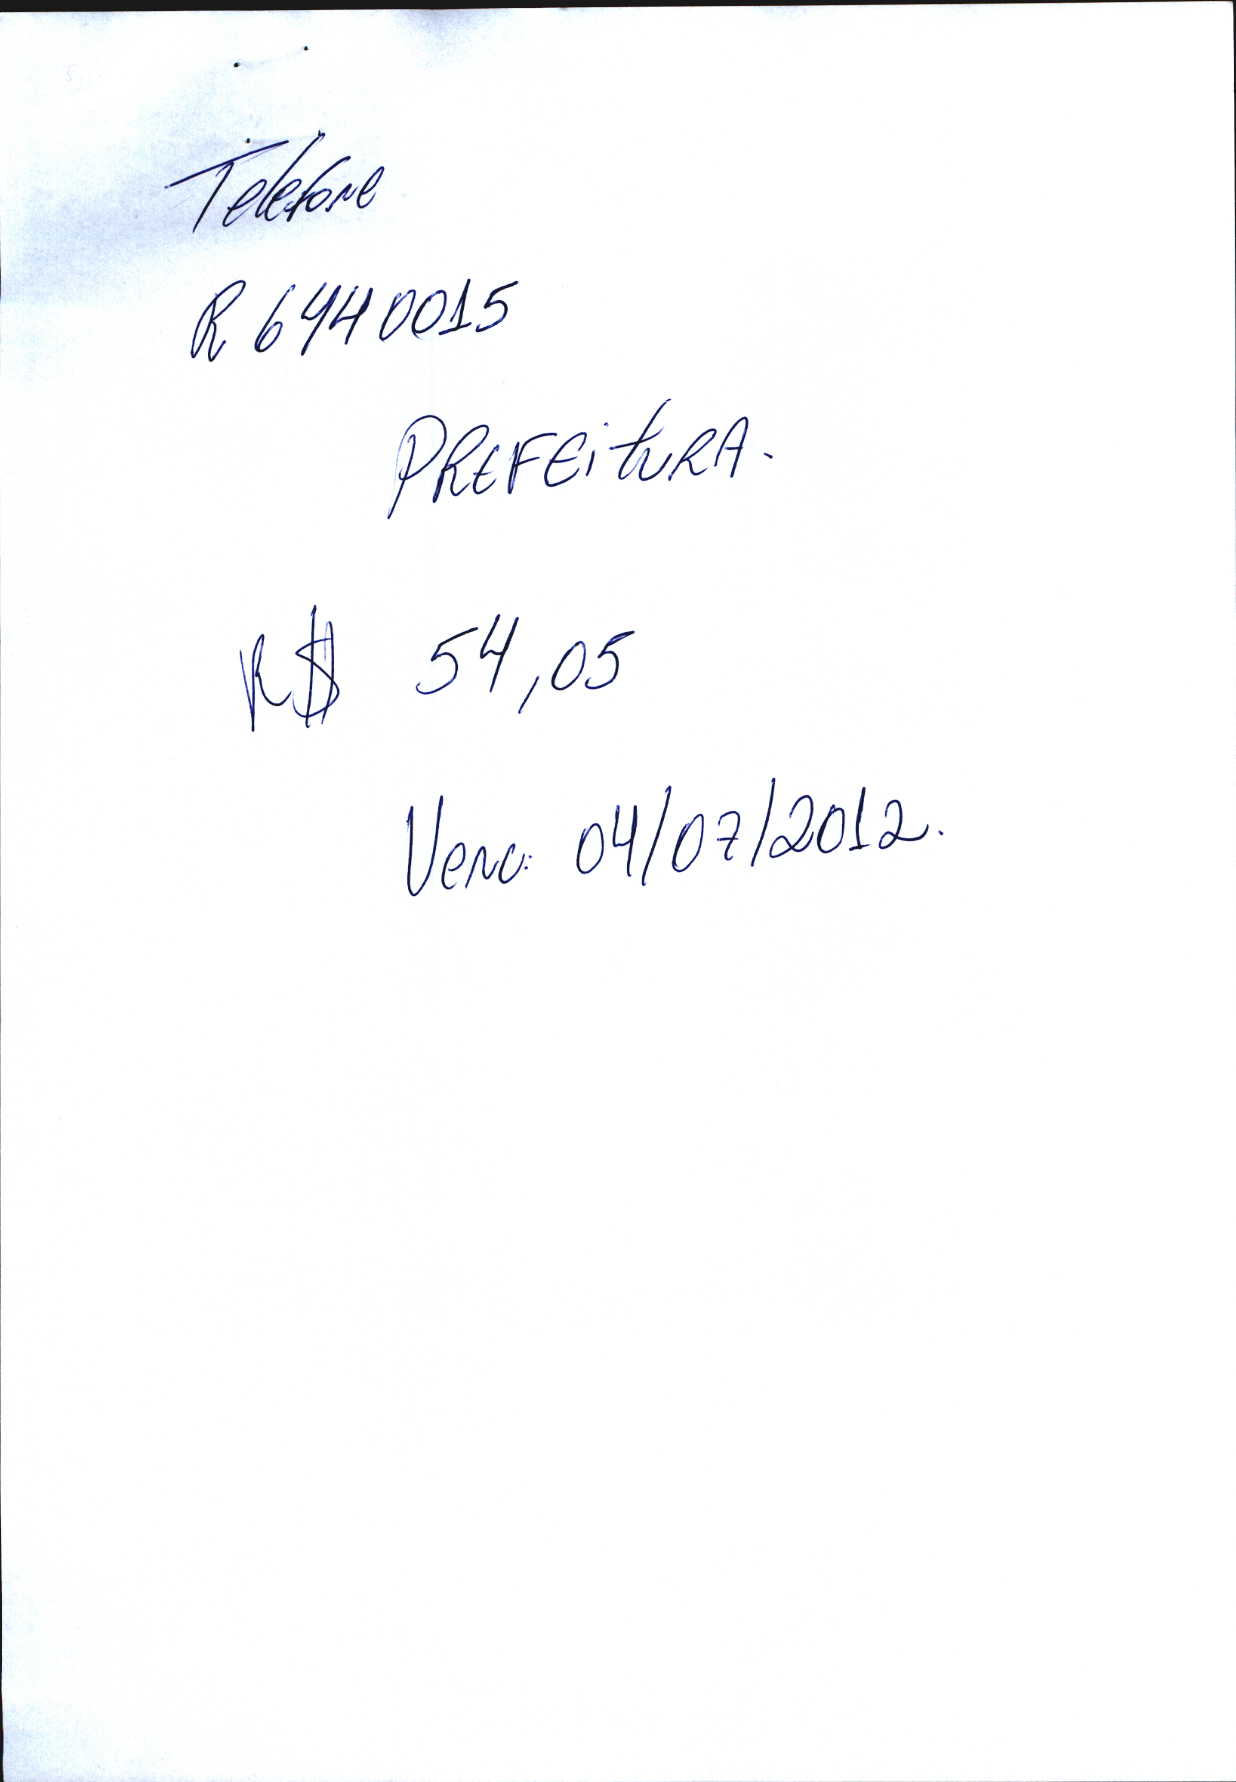 Telefone
R 6440015
PREFEitURA.
R$ 54,05
Venc: 04/07/2012.